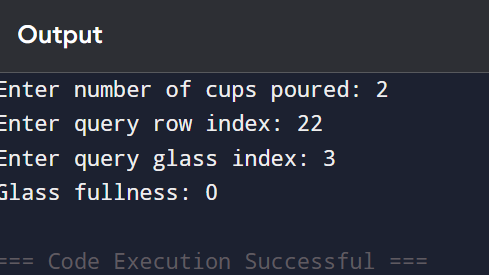 Output
Enter number of cups poured: 2
Enter query row index: 22
Enter query glass index: 3
Glass fullness: 0
=== Code Execution Successful ===